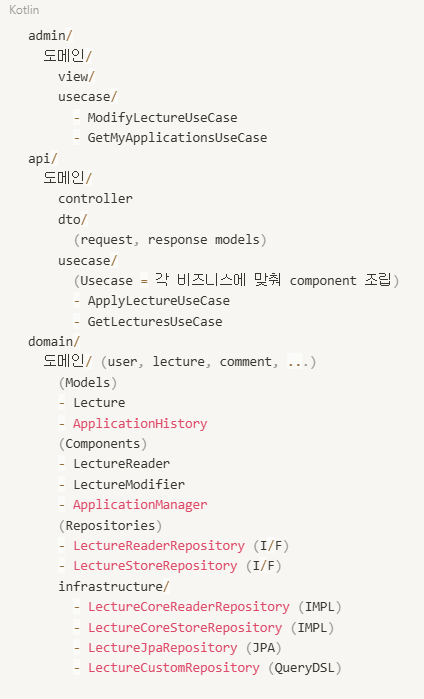 Kotlin
admin/
도메인/
view/
usecase/
- ModifyLectureUseCase
- GetMyApplicationsUseCase
api/
도메인/
controller
dto/
(request, response models)
usecase/
(Usecase = 각 비즈니스에 맞춰 component 조립)
- ApplyLectureUseCase
- GetLecturesUseCase
domain/
도메인/ (user, lecture, comment, ...)
(Models)
- Lecture
- ApplicationHistory
(Components)
- LectureReader
- LectureModifier
- ApplicationManager
(Repositories)
- LectureReaderRepository (I/F)
- LectureStoreRepository (I/F)
infrastructure/
- LectureCoreReaderRepository (IMPL)
- LectureCoreStoreRepository (IMPL)
- LectureJpaRepository (JPA)
- LectureCustomRepository (QueryDSL)